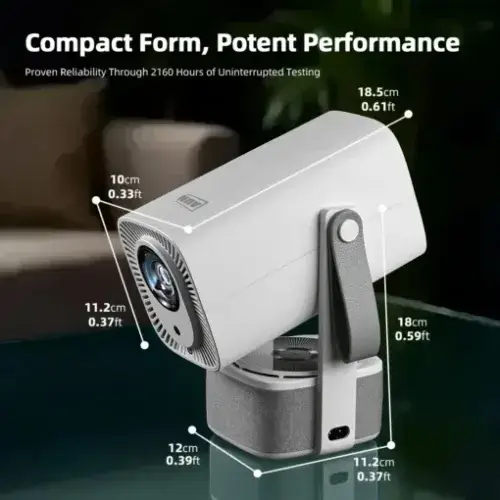 Compact Form, Potent Performance
Proven Reliability Through 2160 Hours of Uninterrupted Testing
18.5cm
0.61ft
10cm
0.33ft
11.2cm
0.37ft
18cm
0.59ft
12cm
0.39ft
11.2cm
0.37ft